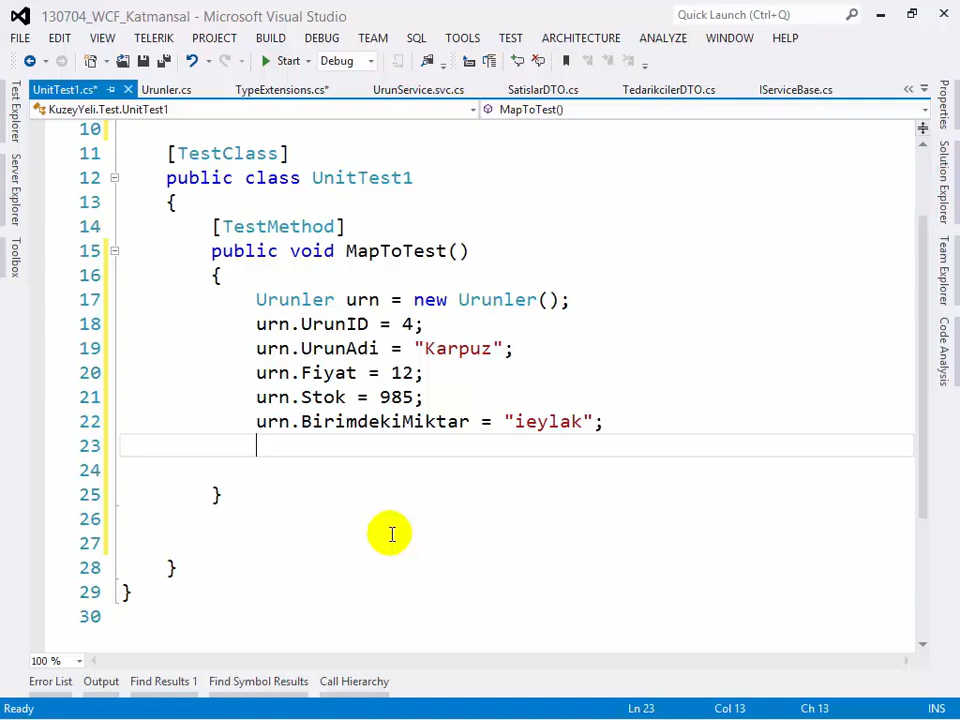 130704_WCF_Katmansal - Microsoft Visual Studio
Quick Launch (Ctrl+Q)
FILE EDIT VIEW TELERIK PROJECT BUILD DEBUG TEAM SQL TOOLS TEST ARCHITECTURE ANALYZE WINDOW HELP
Start Debug
UnitTest1.cs* Urunler.cs TypeExtensions.cs* UrunService.svc.cs SatislarDTO.cs TedarikcilerDTO.cs IServiceBase.cs
KuzeyYeli.Test.UnitTest1 MapToTest()
Test Explorer
Server Explorer
Toolbox
10
11 [TestClass]
12 public class UnitTest1
13 {
14 [TestMethod]
15 public void MapToTest()
16 {
17 Urunler urn = new Urunler();
18 urn.UrunID = 4;
19 urn.UrunAdi = "Karpuz";
20 urn.Fiyat = 12;
21 urn.Stok = 985;
22 urn.BirimdekiMiktar = "ieylak";
23
24
25 }
26
27
28 }
29 }
30
Properties
Solution Explorer
Team Explorer
Code Analysis
100 %
Error List Output Find Results 1 Find Symbol Results Call Hierarchy
Ready Ln 23 Col 13 Ch 13 INS